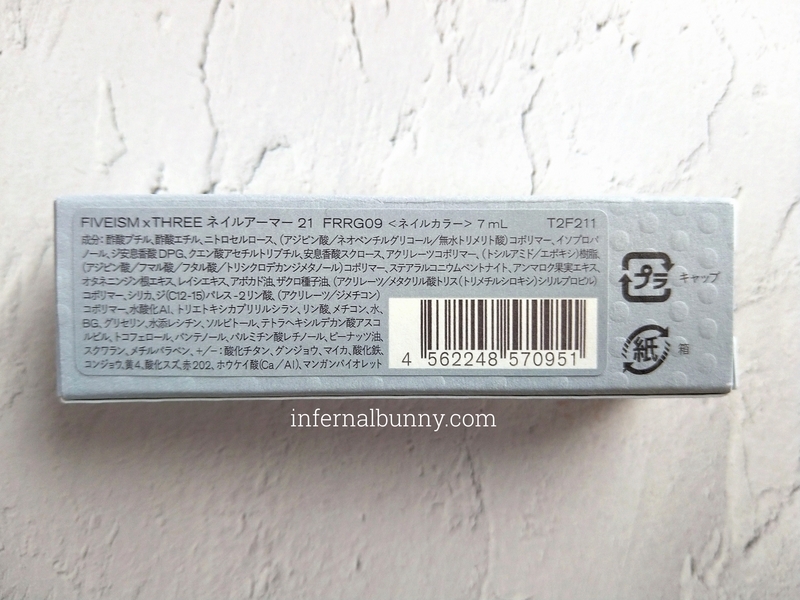 FIVEISM x THREE ネイルアーマー 21 FRRG09 <ネイルカラー> 7mL T2F211
成分:酢酸ブチル、酢酸エチル、ニトロセルロース、(アジピン酸/ネオペンチルグリコール/無水トリメリト酸)コポリマー、イソプロパ
ノール、ジ安息香酸DPG、クエン酸アセチルトリブチル、安息香酸スクロース、アクリレーツコポリマー、(トシルアミド/エポキシ)樹脂、
(アジピン酸/フマル酸/フタル酸/トリシクロデカンジメタノール)コポリマー、ステアラルコニウムベントナイト、アンマロク果実エキス、
オタネニンジン根エキス、レイシエキス、アボカド油、ザクロ種子油、(アクリレーツ/メタクリル酸トリス(トリメチルシロキシ)シリルプロピル)
コポリマー、シリカ、ジ(C12-15)パレス-2リン酸、(アクリレーツ/ジメチコン)
コポリマー、水酸化Al、トリエトキシカプリリルシラン、リン酸、メチコン、水、
BG、グリセリン、水添レシチン、ソルビトール、テトラヘキシルデカン酸アスコ
ルビル、トコフェロール、パンテノール、パルミチン酸レチノール、ピーナッツ油、
スクワラン、メチルパラベン、+/-:酸化チタン、グンジョウ、マイカ、酸化鉄、
コンジョウ、黄4、酸化スズ、赤202、ホウケイ酸(Ca/Al)、マンガンバイオレット
4 562248 570951
プラ キャップ
紙 箱
infernalbunny.com